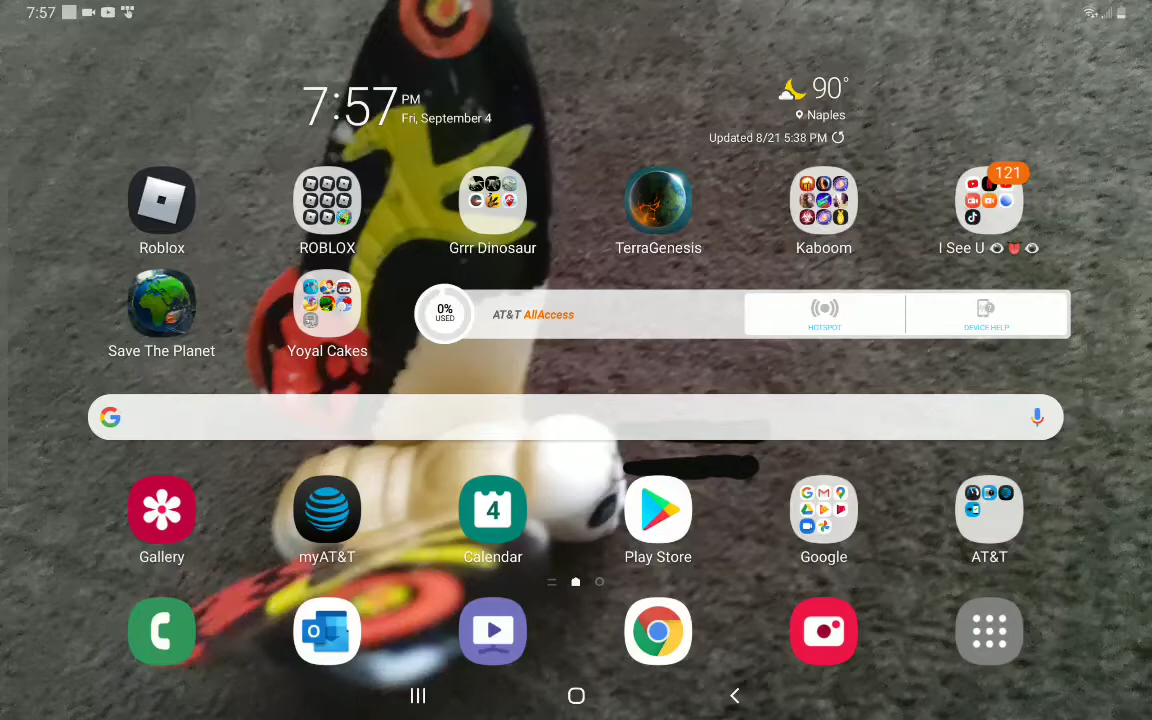 7:57
7:57 PM
Fri, September 4
90°
Naples
Updated 8/21 5:38 PM
121
Roblox
ROBLOX
Grrr Dinosaur
TerraGenesis
Kaboom
I See U 👁👅👁
0%
USED
AT&T AllAccess
HOTSPOT
DEVICE HELP
Save The Planet
Yoyal Cakes
G
4
Gallery
myAT&T
Calendar
Play Store
Google
AT&T
O